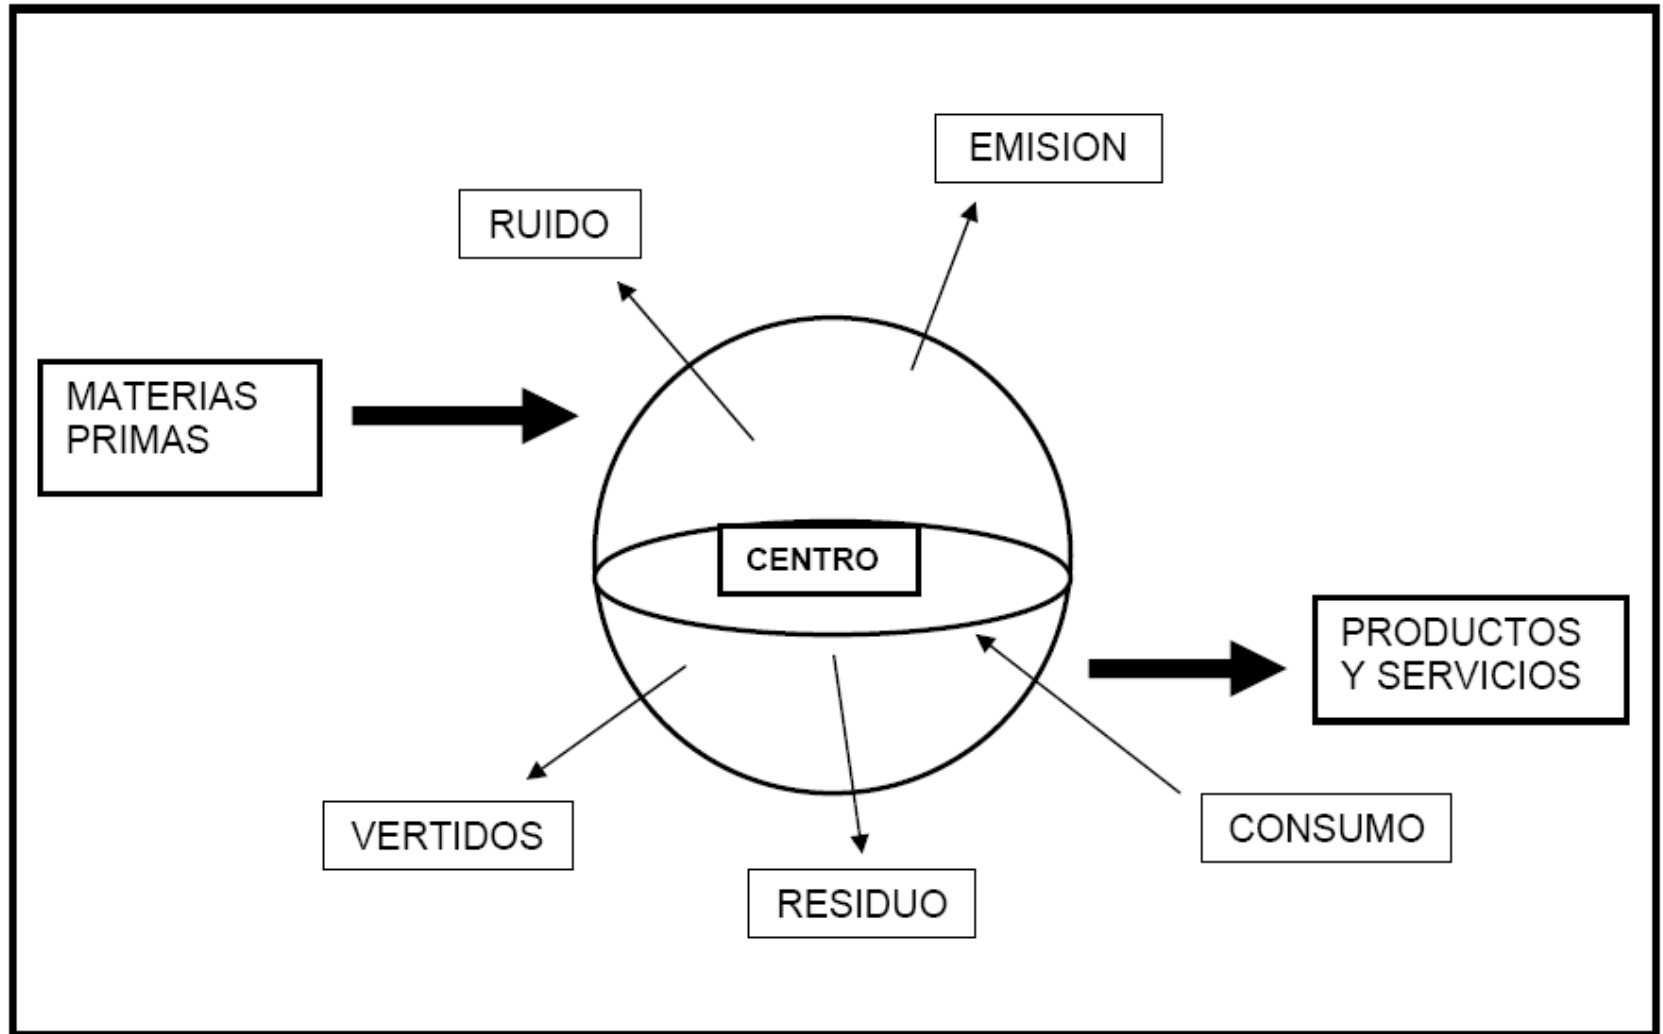 EMISION
RUIDO
MATERIAS
PRIMAS
CENTRO
PRODUCTOS
Y SERVICIOS
VERTIDOS
CONSUMO
RESIDUO